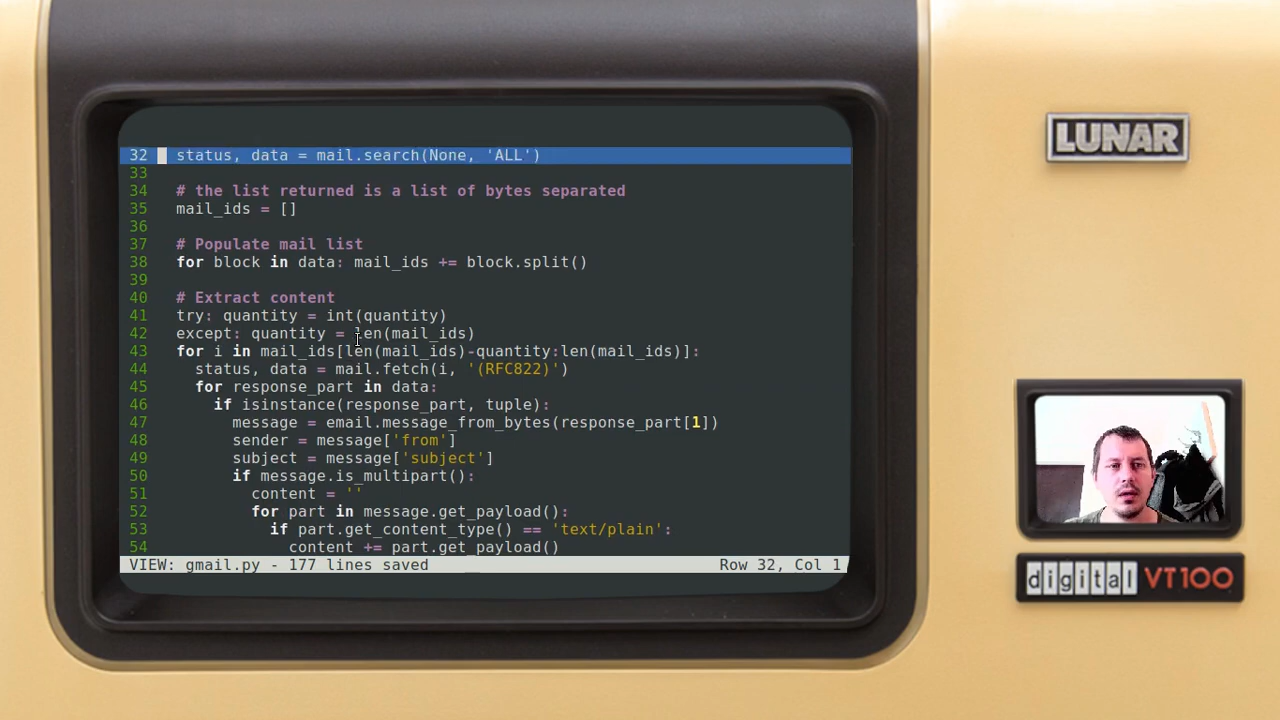 32 status, data = mail.search(None, 'ALL')
33
34 # the list returned is a list of bytes separated
35 mail_ids = []
36
37 # Populate mail list
38 for block in data: mail_ids += block.split()
39
40 # Extract content
41 try: quantity = int(quantity)
42 except: quantity = len(mail_ids)
43 for i in mail_ids[len(mail_ids)-quantity:len(mail_ids)]:
44 status, data = mail.fetch(i, '(RFC822)')
45 for response_part in data:
46 if isinstance(response_part, tuple):
47 message = email.message_from_bytes(response_part[1])
48 sender = message['from']
49 subject = message['subject']
50 if message.is_multipart():
51 content = ''
52 for part in message.get_payload():
53 if part.get_content_type() == 'text/plain':
54 content += part.get_payload()
VIEW: gmail.py - 177 lines saved Row 32, Col 1
LUNAR
digital VT100